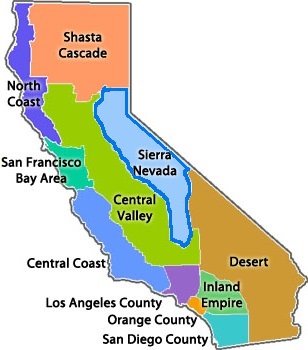 Shasta
Cascade
North
Coast
San Francisco
Bay Area
Sierra
Nevada
Central
Valley
Central Coast
Desert
Inland
Empire
Los Angeles County
Orange County
San Diego County